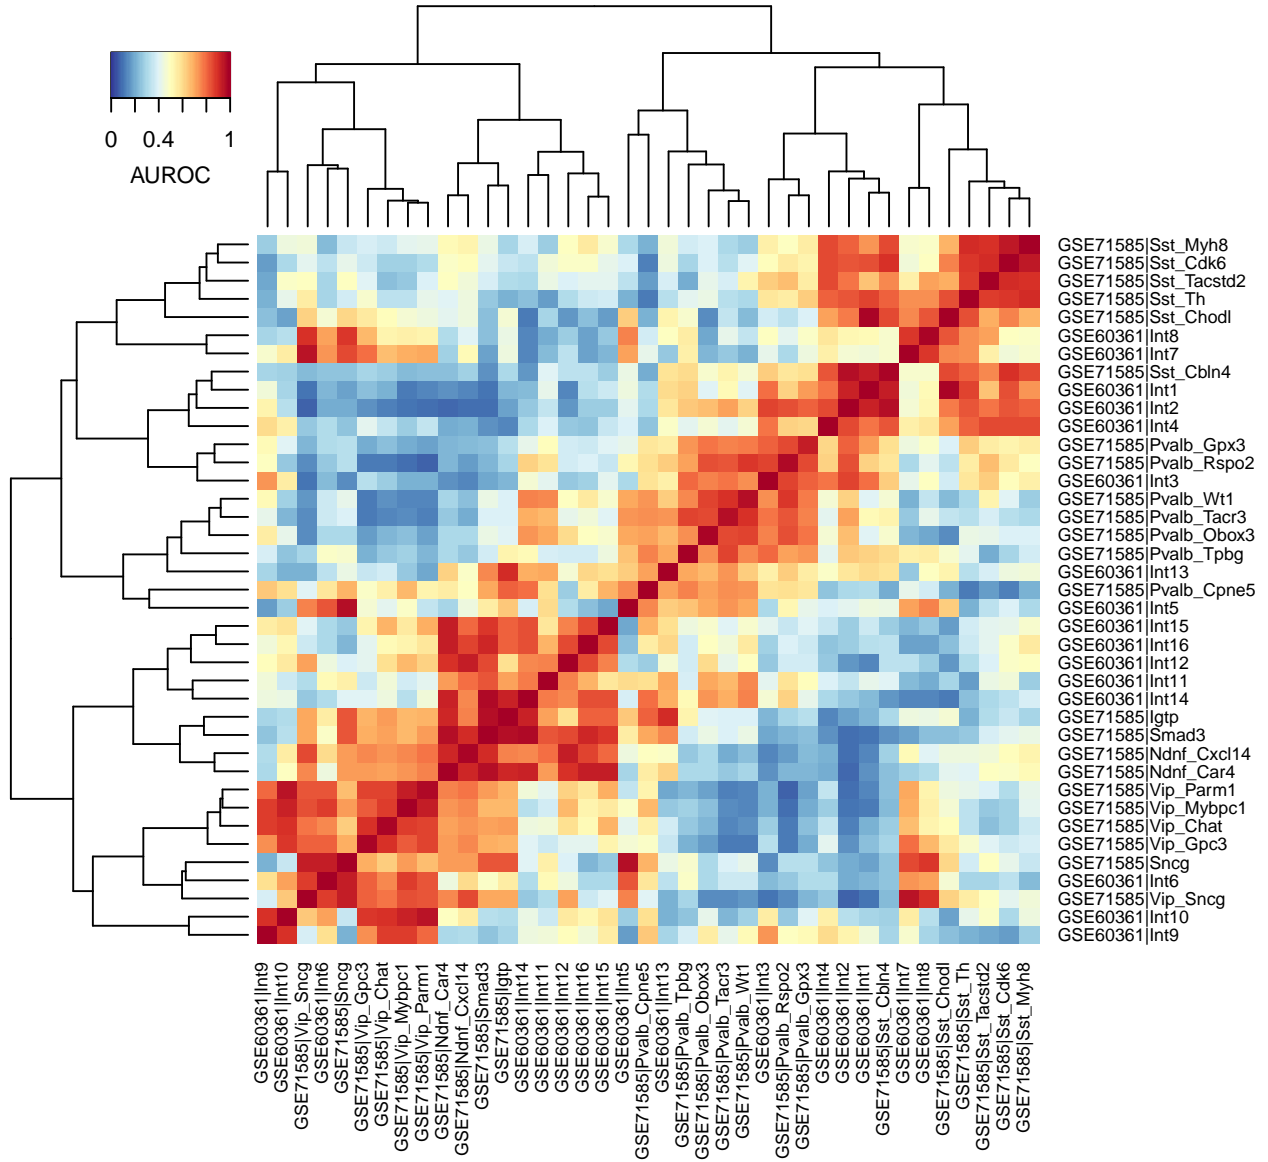 0 0.4 1
AUROC
GSE71585|Sst_Myh8
GSE71585|Sst_Cdk6
GSE71585|Sst_Tacstd2
GSE71585|Sst_Th
GSE71585|Sst_Chodl
GSE60361|Int8
GSE60361|Int7
GSE71585|Sst_Cbln4
GSE60361|Int1
GSE60361|Int2
GSE60361|Int4
GSE71585|Pvalb_Gpx3
GSE71585|Pvalb_Rspo2
GSE60361|Int3
GSE71585|Pvalb_Wt1
GSE71585|Pvalb_Tacr3
GSE71585|Pvalb_Obox3
GSE71585|Pvalb_Tpbg
GSE60361|Int13
GSE71585|Pvalb_Cpne5
GSE60361|Int5
GSE60361|Int15
GSE60361|Int16
GSE60361|Int12
GSE60361|Int11
GSE60361|Int14
GSE71585|Igtp
GSE71585|Smad3
GSE71585|Ndnf_Cxcl14
GSE71585|Ndnf_Car4
GSE71585|Vip_Parm1
GSE71585|Vip_Mybpc1
GSE71585|Vip_Chat
GSE71585|Vip_Gpc3
GSE71585|Sncg
GSE60361|Int6
GSE71585|Vip_Sncg
GSE60361|Int10
GSE60361|Int9
GSE60361|Int9
GSE60361|Int10
GSE71585|Vip_Sncg
GSE60361|Int6
GSE71585|Sncg
GSE71585|Vip_Gpc3
GSE71585|Vip_Chat
GSE71585|Vip_Mybpc1
GSE71585|Vip_Parm1
GSE71585|Ndnf_Car4
GSE71585|Ndnf_Cxcl14
GSE71585|Smad3
GSE71585|Igtp
GSE60361|Int14
GSE60361|Int11
GSE60361|Int12
GSE60361|Int16
GSE60361|Int15
GSE60361|Int5
GSE71585|Pvalb_Cpne5
GSE60361|Int13
GSE71585|Pvalb_Tpbg
GSE71585|Pvalb_Obox3
GSE71585|Pvalb_Tacr3
GSE71585|Pvalb_Wt1
GSE60361|Int3
GSE71585|Pvalb_Rspo2
GSE71585|Pvalb_Gpx3
GSE60361|Int4
GSE60361|Int2
GSE60361|Int1
GSE71585|Sst_Cbln4
GSE60361|Int7
GSE60361|Int8
GSE71585|Sst_Chodl
GSE71585|Sst_Th
GSE71585|Sst_Tacstd2
GSE71585|Sst_Cdk6
GSE71585|Sst_Myh8